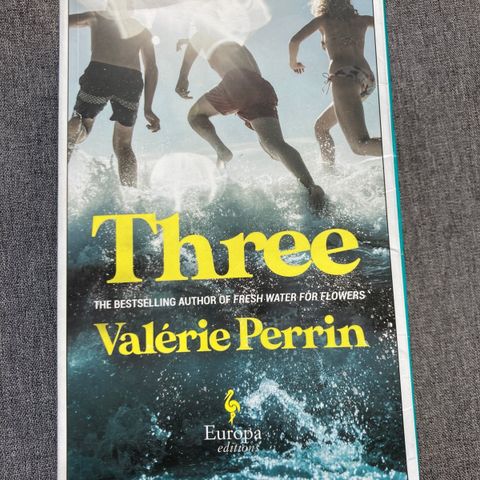 Three
THE BESTSELLING AUTHOR OF FRESH WATER FOR FLOWERS
Valérie Perrin
Europa
editions